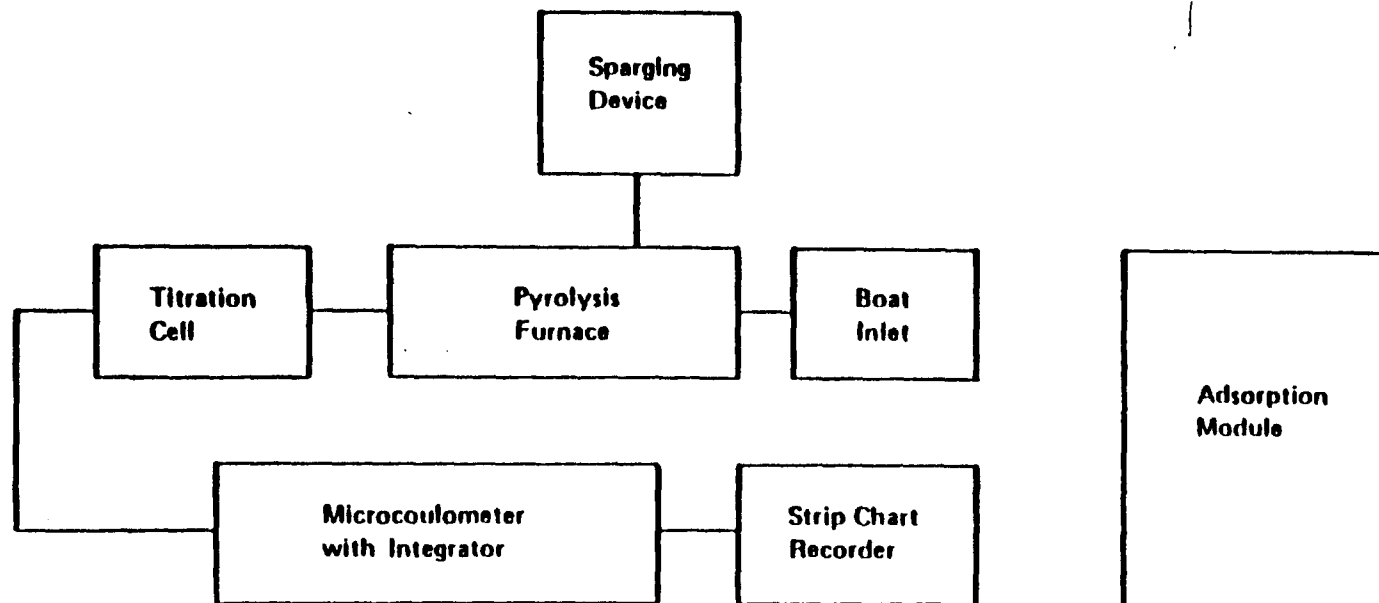 Sparging
Device
Titration
Cell
Pyrolysis
Furnace
Boat
Inlet
Adsorption
Module
Microcoulometer
with Integrator
Strip Chart
Recorder